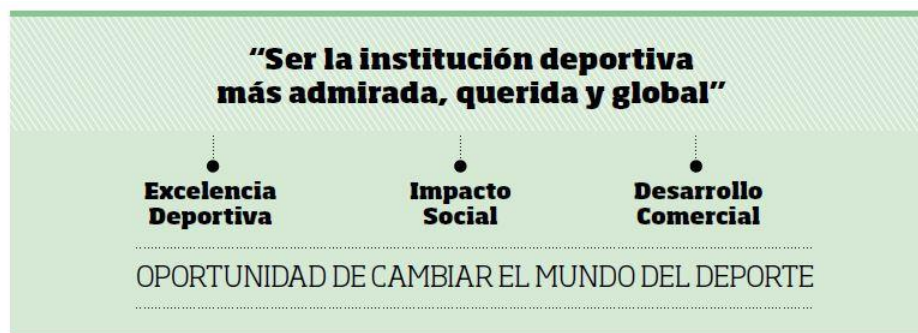 “Ser la institución deportiva
más admirada, querida y global”
Excelencia
Deportiva
Impacto
Social
Desarrollo
Comercial
OPORTUNIDAD DE CAMBIAR EL MUNDO DEL DEPORTE